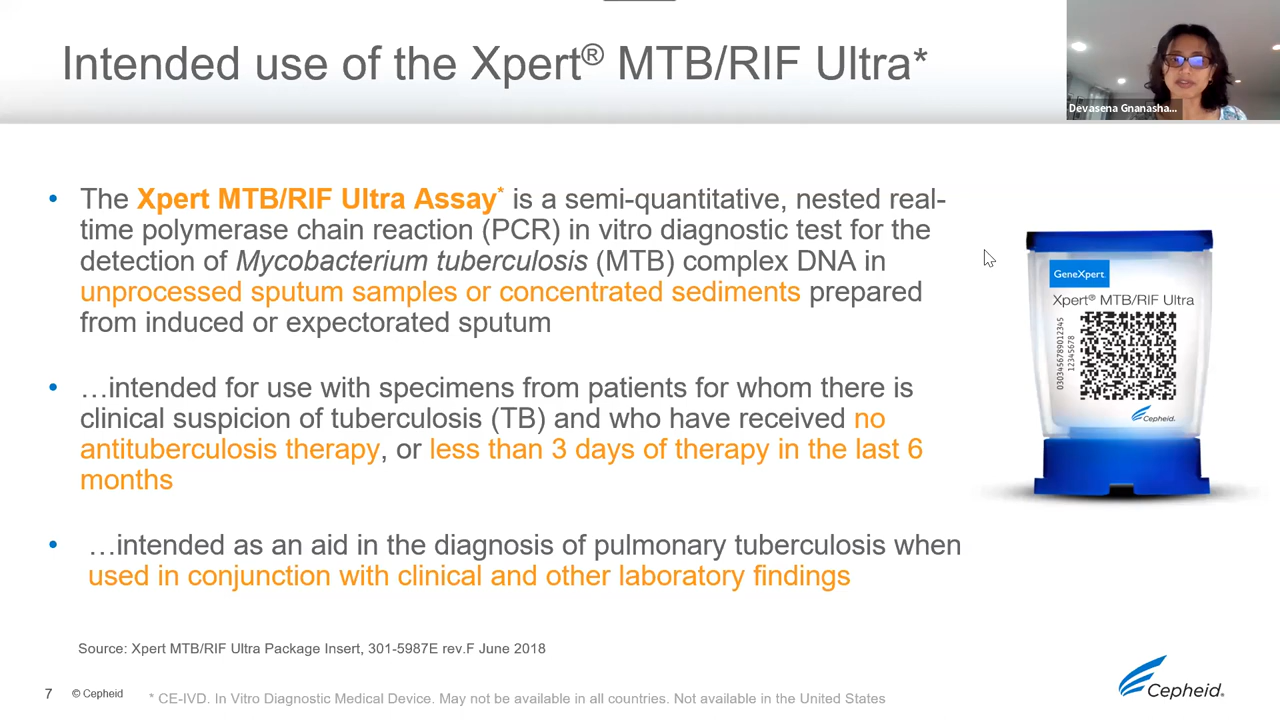 Intended use of the Xpert® MTB/RIF Ultra*
Devasena Gnanasha...
• The Xpert MTB/RIF Ultra Assay* is a semi-quantitative, nested real-
time polymerase chain reaction (PCR) in vitro diagnostic test for the
detection of Mycobacterium tuberculosis (MTB) complex DNA in
unprocessed sputum samples or concentrated sediments prepared
from induced or expectorated sputum
• …intended for use with specimens from patients for whom there is
clinical suspicion of tuberculosis (TB) and who have received no
antituberculosis therapy, or less than 3 days of therapy in the last 6
months
• …intended as an aid in the diagnosis of pulmonary tuberculosis when
used in conjunction with clinical and other laboratory findings
GeneXpert
Xpert® MTB/RIF Ultra
0303456789012345
12345678
Cepheid.
Source: Xpert MTB/RIF Ultra Package Insert, 301-5987E rev.F June 2018
7 © Cepheid
* CE-IVD. In Vitro Diagnostic Medical Device. May not be available in all countries. Not available in the United States
Cepheid.